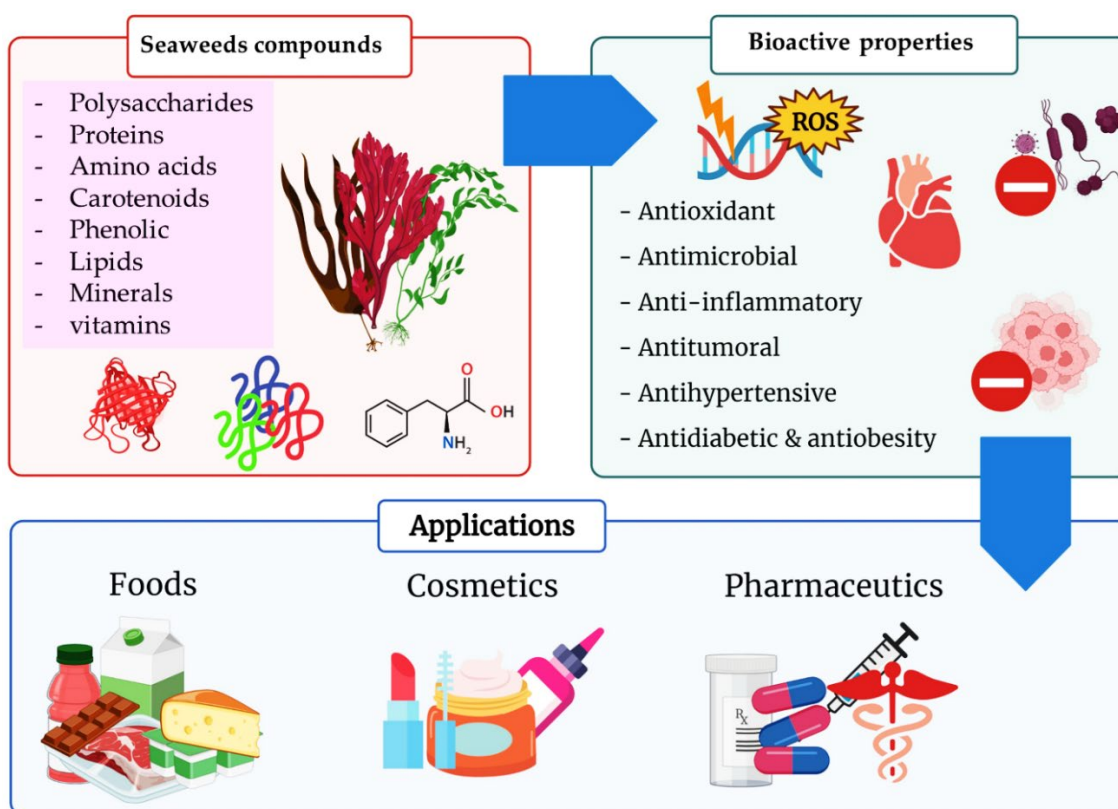 Seaweeds compounds
- Polysaccharides
- Proteins
- Amino acids
- Carotenoids
- Phenolic
- Lipids
- Minerals
- vitamins
O
OH
NH₂
Bioactive properties
ROS
- Antioxidant
- Antimicrobial
- Anti-inflammatory
- Antitumoral
- Antihypertensive
- Antidiabetic & antiobesity
Applications
Foods
Cosmetics
Pharmaceutics
Rx